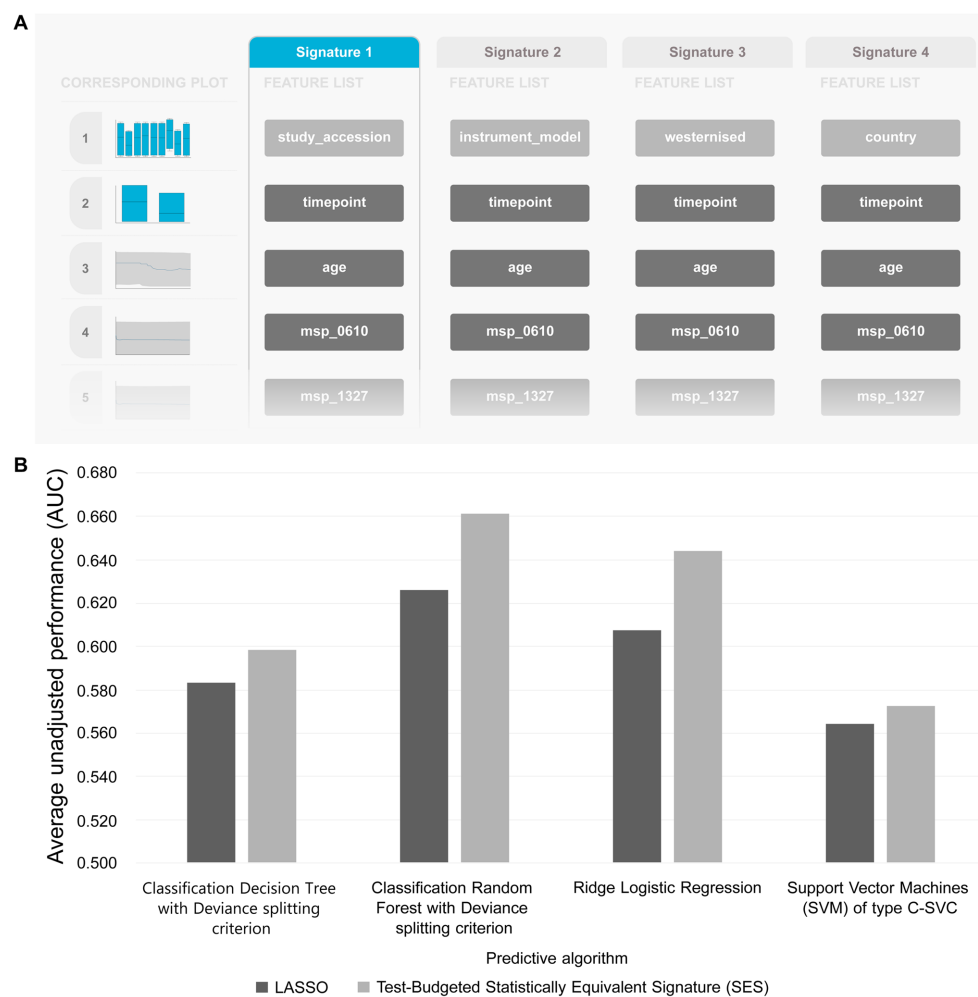 A
Signature 1 Signature 2 Signature 3 Signature 4
CORRESPONDING PLOT FEATURE LIST FEATURE LIST FEATURE LIST FEATURE LIST
1 study_accession instrument_model westernised country
2 timepoint timepoint timepoint timepoint
3 age age age age
4 msp_0610 msp_0610 msp_0610 msp_0610
5 msp_1327 msp_1327 msp_1327 msp_1327
B
Average unadjusted performance (AUC)
0.680
0.660
0.640
0.620
0.600
0.580
0.560
0.540
0.520
0.500
Classification Decision Tree
with Deviance splitting
criterion
Classification Random
Forest with Deviance
splitting criterion
Ridge Logistic Regression
Support Vector Machines
(SVM) of type C-SVC
Predictive algorithm
LASSO Test-Budgeted Statistically Equivalent Signature (SES)